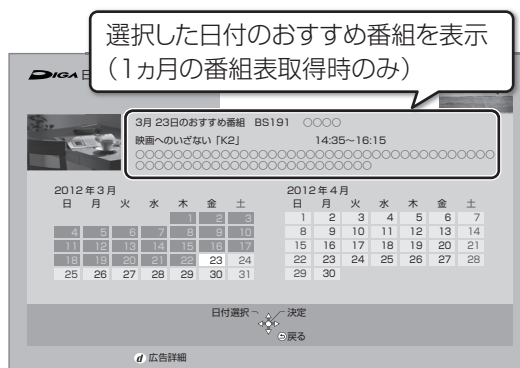 選択した日付のおすすめ番組を表示
（1ヵ月の番組表取得時のみ）
DIGA 日
3月 23日のおすすめ番組 BS191 ○○○○
映画へのいざない「K2」 14:35～16:15
○○○○○○○○○○○○○○○○○○○○○○○○○○○○○○
○○○○○○○○○○○○○○○○○○○○
2012年3月
日 月 火 水 木 金 土
1 2 3
4 5 6 7 8 9 10
11 12 13 14 15 16 17
18 19 20 21 22 23 24
25 26 27 28 29 30 31
2012年4月
日 月 火 水 木 金 土
1 2 3 4 5 6 7
8 9 10 11 12 13 14
15 16 17 18 19 20 21
22 23 24 25 26 27 28
29 30
日付選択 決定
戻る
d 広告詳細